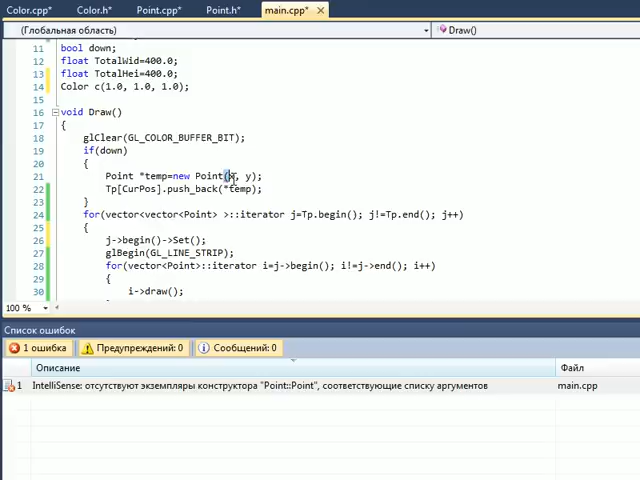 Color.cpp* Color.h* Point.cpp* Point.h* main.cpp* ×
(Глобальная область) Draw()
11 bool down;
12 float TotalWid=400.0;
13 float TotalHei=400.0;
14 Color c(1.0, 1.0, 1.0);
15
16 void Draw()
17 {
18 glClear(GL_COLOR_BUFFER_BIT);
19 if(down)
20 {
21 Point *temp=new Point(x, y);
22 Tp[CurPos].push_back(*temp);
23 }
24 for(vector<vector<Point> >::iterator j=Tp.begin(); j!=Tp.end(); j++)
25 {
26 j->begin()->Set();
27 glBegin(GL_LINE_STRIP);
28 for(vector<Point>::iterator i=j->begin(); i!=j->end(); i++)
29 {
30 i->draw();
100 %
Список ошибок
1 ошибка Предупреждений: 0 Сообщений: 0
Описание Файл
1 IntelliSense: отсутствуют экземпляры конструктора "Point::Point", соответствующие списку аргументов main.cpp